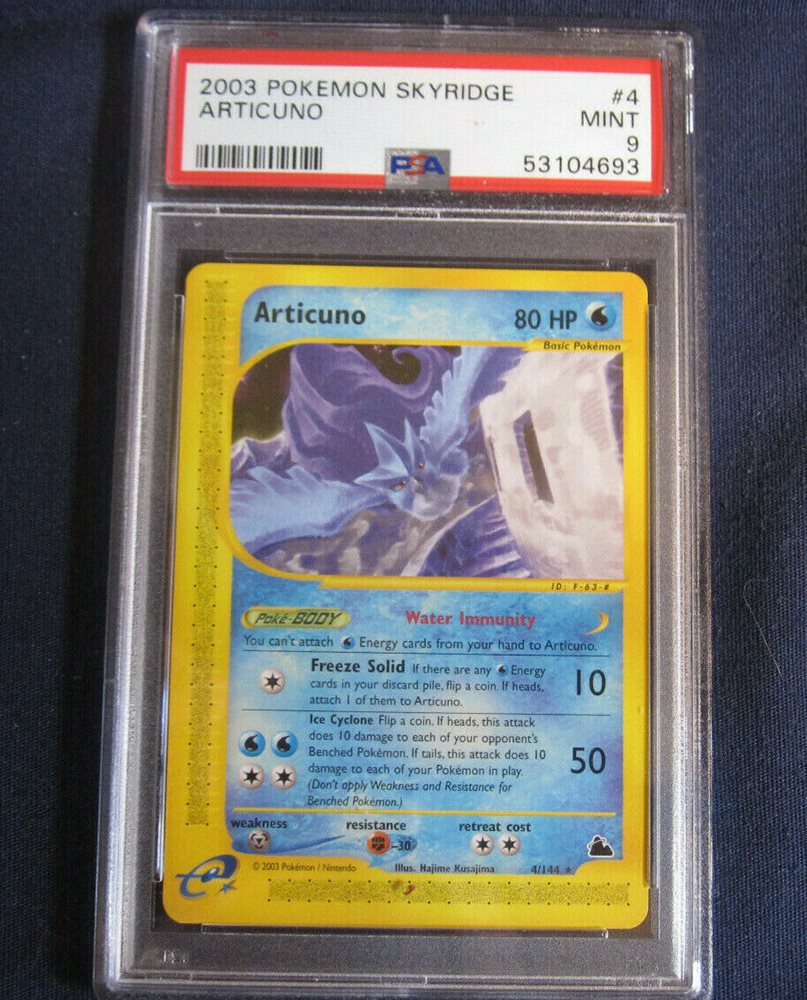 2003 POKEMON SKYRIDGE #4
ARTICUNO MINT
9
PSA 53104693
Articuno 80 HP
Basic Pokémon
ID: F-63-#
Poké-BODY Water Immunity
You can't attach Energy cards from your hand to Articuno.
Freeze Solid If there are any Energy
cards in your discard pile, flip a coin. If heads, 10
attach 1 of them to Articuno.
Ice Cyclone Flip a coin. If heads, this attack
does 10 damage to each of your opponent's
Benched Pokémon. If tails, this attack does 10 50
damage to each of your Pokémon in play.
(Don't apply Weakness and Resistance for
Benched Pokémon.)
weakness resistance retreat cost
-30
e
© 2003 Pokémon / Nintendo Illus. Hajime Kusajima 4/144 ★